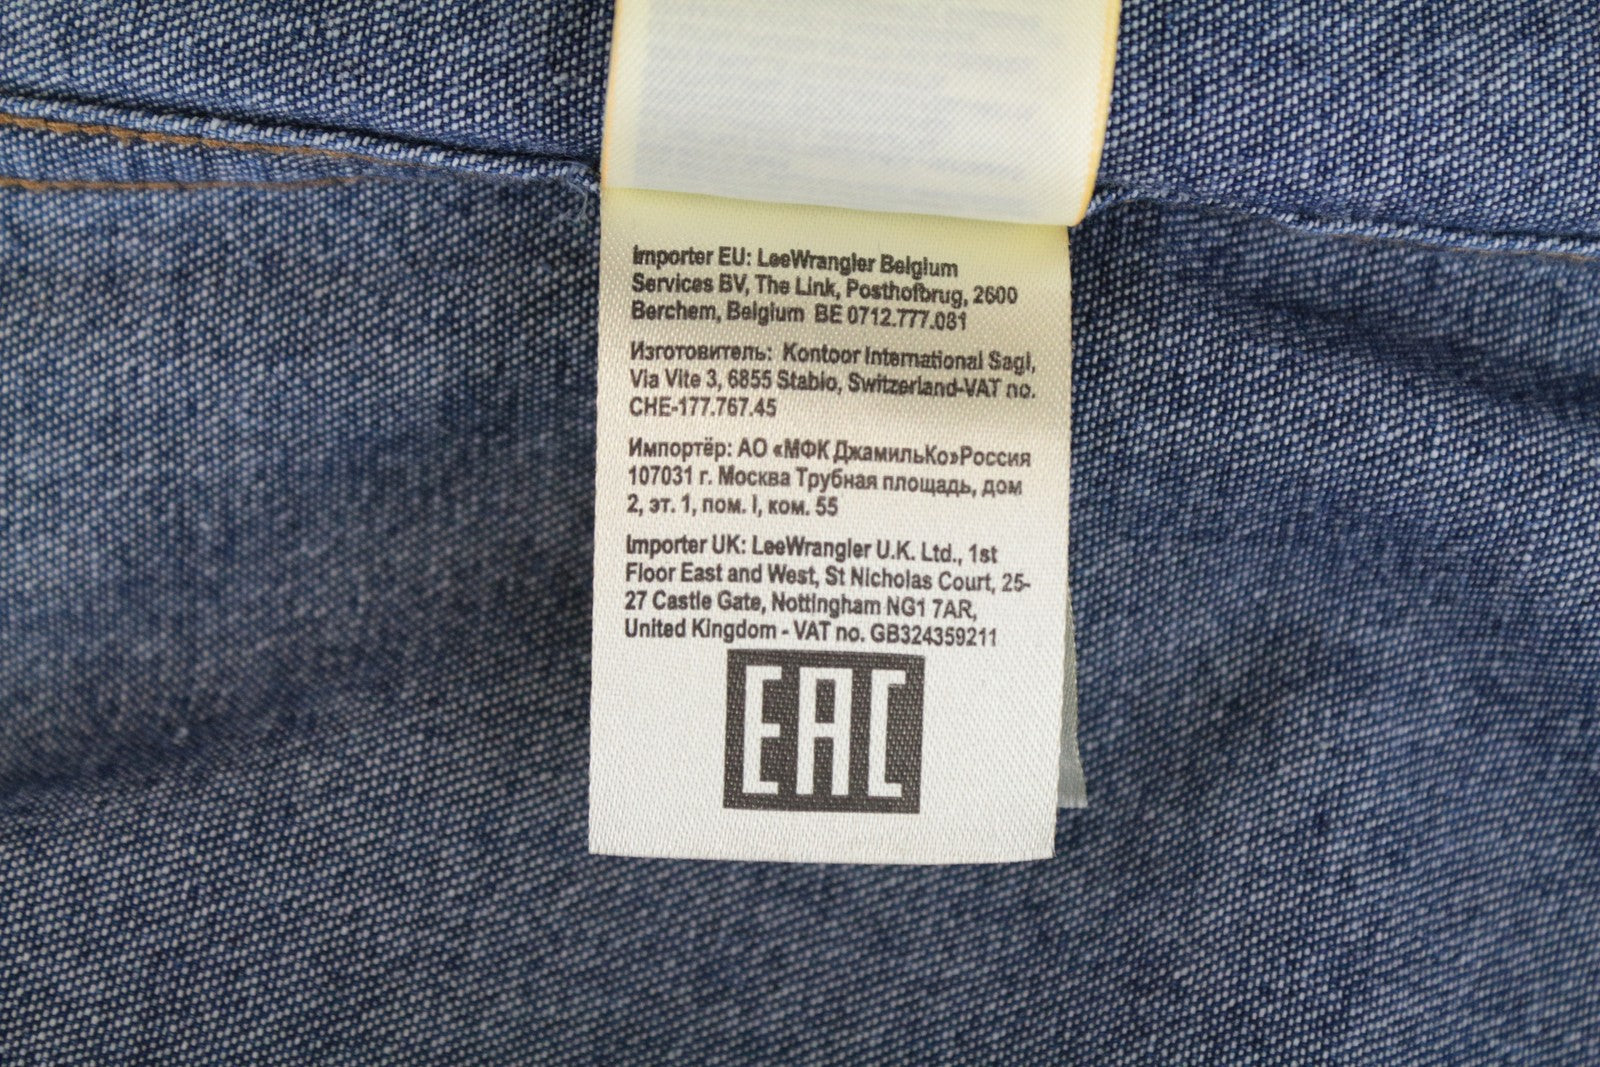 Importer EU: LeeWrangler Belgium
Services BV, The Link, Posthofbrug, 2600
Berchem, Belgium BE 0712.777.081
Изготовитель: Kontoor International Sagl,
Via Vite 3, 6855 Stabio, Switzerland-VAT no.
CHE-177.767.45
Импортёр: АО «МФК ДжамильКо»Россия
107031 г. Москва Трубная площадь, дом
2, эт. 1, пом. I, ком. 55
Importer UK: LeeWrangler U.K. Ltd., 1st
Floor East and West, St Nicholas Court, 25-
27 Castle Gate, Nottingham NG1 7AR,
United Kingdom - VAT no. GB324359211
EAC